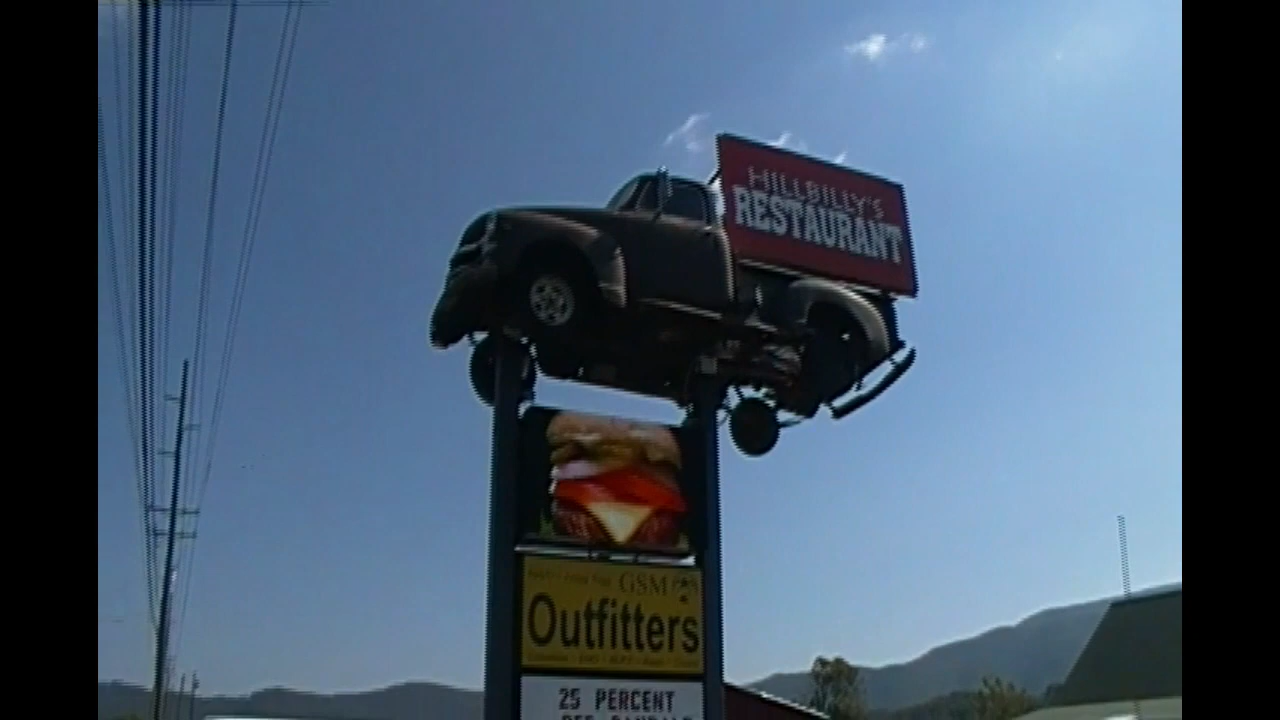 HILLBILLY'S
RESTAURANT
GSM
Outfitters
25 PERCENT